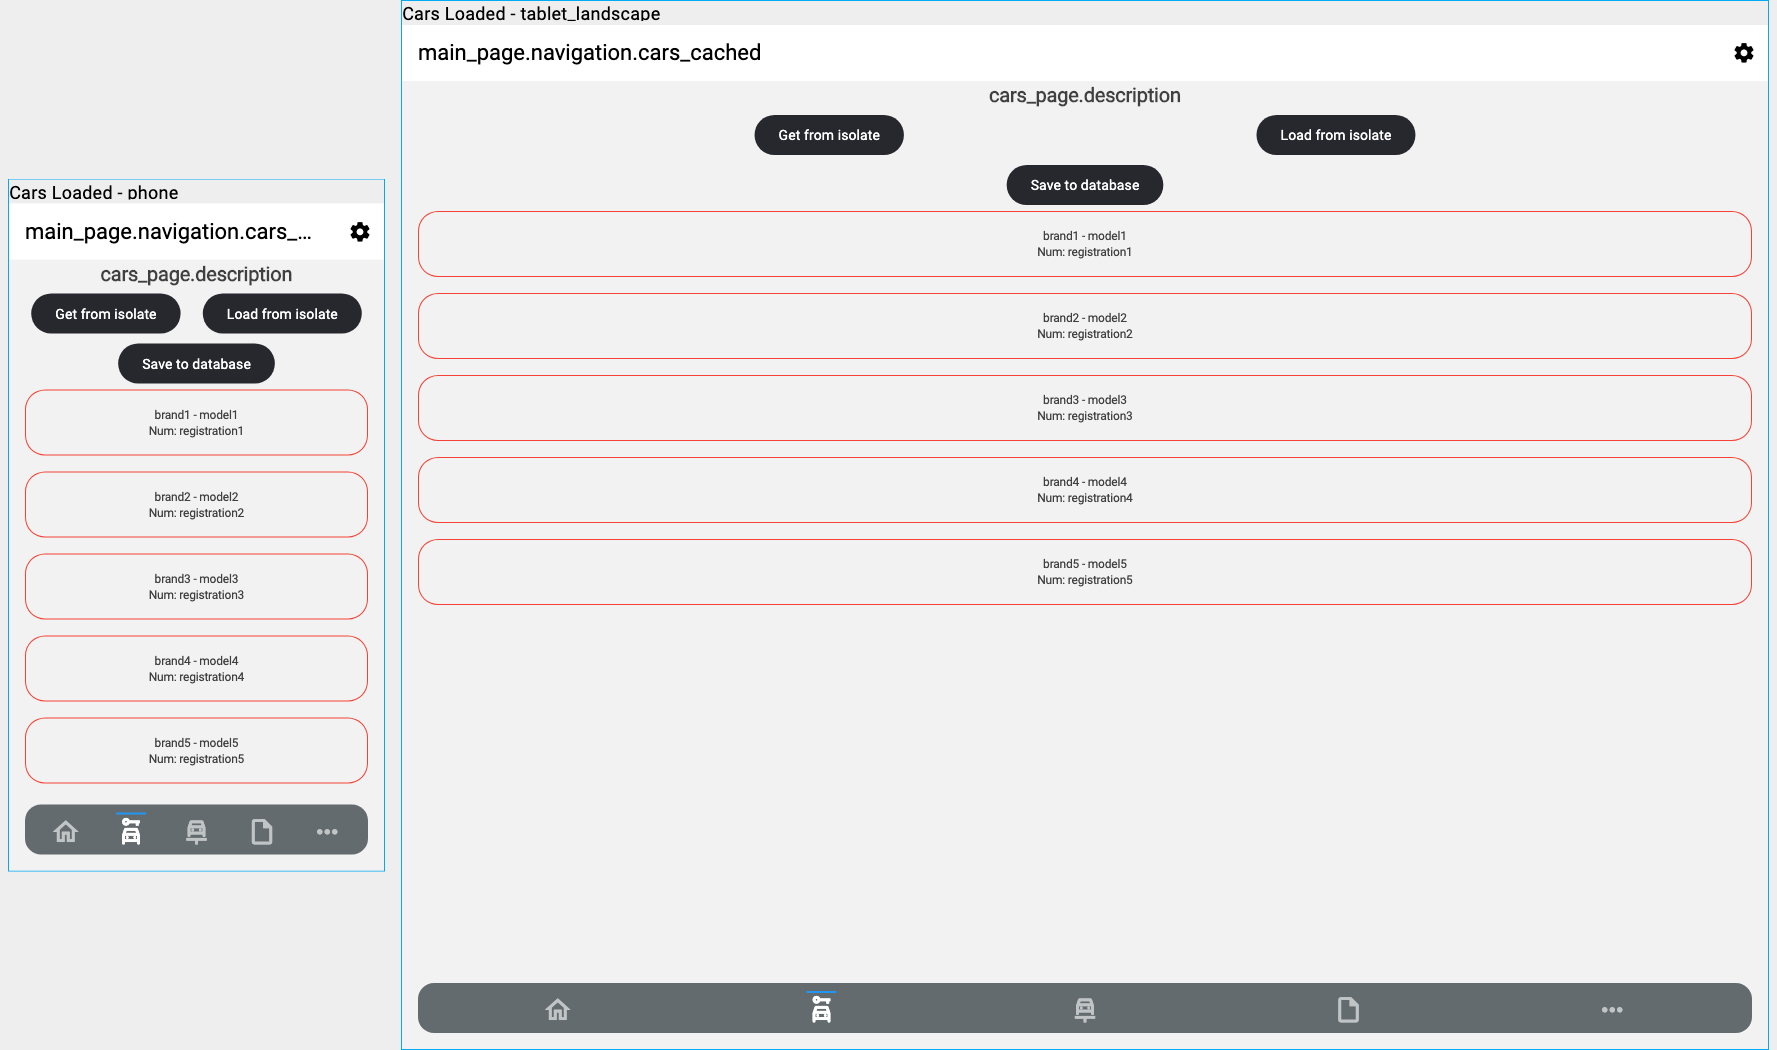 Cars Loaded - phone
main_page.navigation.cars_...
cars_page.description
Get from isolate
Load from isolate
Save to database
brand1 - model1
Num: registration1
brand2 - model2
Num: registration2
brand3 - model3
Num: registration3
brand4 - model4
Num: registration4
brand5 - model5
Num: registration5
Cars Loaded - tablet_landscape
main_page.navigation.cars_cached
cars_page.description
Get from isolate
Load from isolate
Save to database
brand1 - model1
Num: registration1
brand2 - model2
Num: registration2
brand3 - model3
Num: registration3
brand4 - model4
Num: registration4
brand5 - model5
Num: registration5